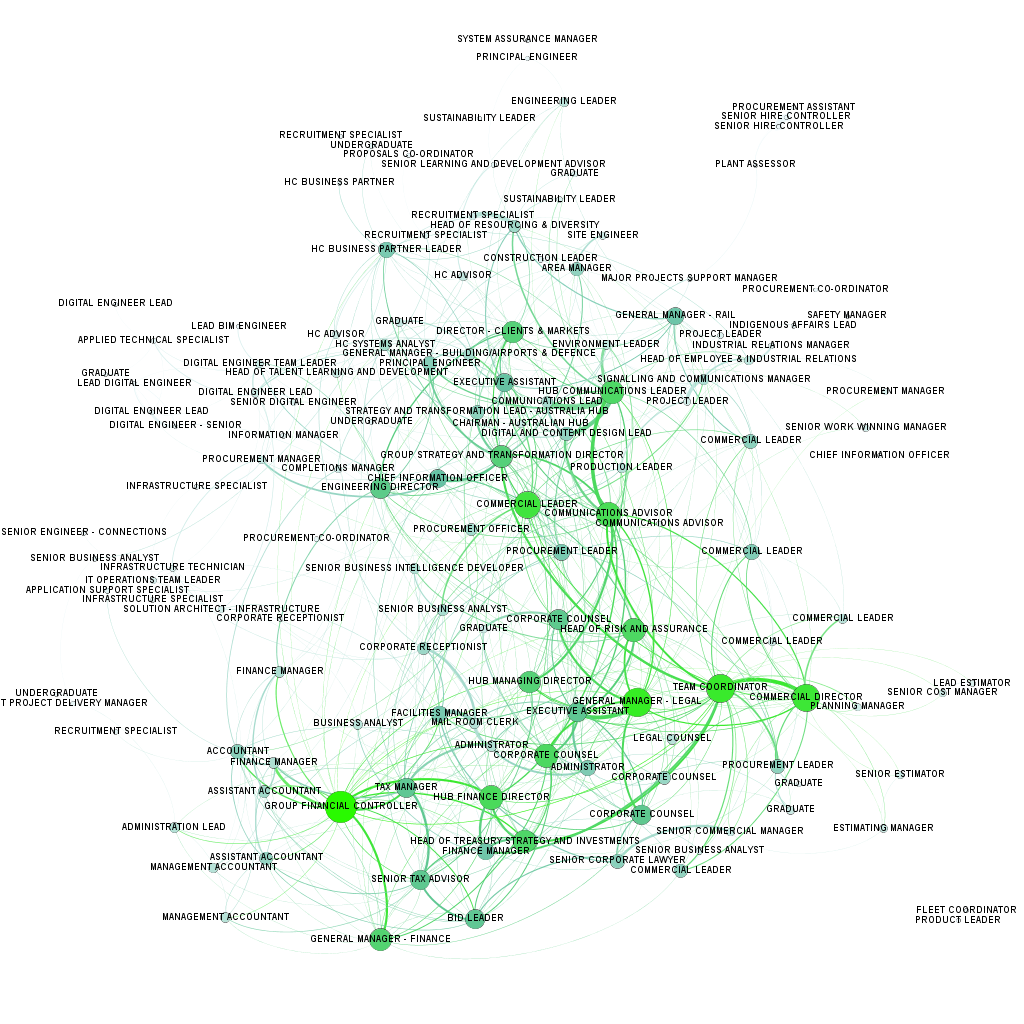 SYSTEM ASSURANCE MANAGER
PRINCIPAL ENGINEER
ENGINEERING LEADER
PROCUREMENT ASSISTANT
SENIOR HIRE CONTROLLER
SUSTAINABILITY LEADER
SENIOR HIRE CONTROLLER
RECRUITMENT SPECIALIST
UNDERGRADUATE
PROPOSALS CO-ORDINATOR
SENIOR LEARNING AND DEVELOPMENT ADVISOR
PLANT ASSESSOR
GRADUATE
HC BUSINESS PARTNER
SUSTAINABILITY LEADER
RECRUITMENT SPECIALIST
HEAD OF RESOURCING & DIVERSITY
RECRUITMENT SPECIALIST
SITE ENGINEER
HC BUSINESS PARTNER LEADER
CONSTRUCTION LEADER
AREA MANAGER
HC ADVISOR
MAJOR PROJECTS SUPPORT MANAGER
PROCUREMENT CO-ORDINATOR
DIGITAL ENGINEER LEAD
GENERAL MANAGER - RAIL
SAFETY MANAGER
GRADUATE
LEAD BIM ENGINEER
INDIGENOUS AFFAIRS LEAD
DIRECTOR - CLIENTS & MARKETS
HC ADVISOR
PROJECT LEADER
APPLIED TECHNICAL SPECIALIST
HC SYSTEMS ANALYST
ENVIRONMENT LEADER
INDUSTRIAL RELATIONS MANAGER
GENERAL MANAGER - BUILDING/AIRPORTS & DEFENCE
HEAD OF EMPLOYEE & INDUSTRIAL RELATIONS
DIGITAL ENGINEER TEAM LEADER
PRINCIPAL ENGINEER
GRADUATE
HEAD OF TALENT LEARNING AND DEVELOPMENT
SIGNALLING AND COMMUNICATIONS MANAGER
LEAD DIGITAL ENGINEER
EXECUTIVE ASSISTANT
HUB COMMUNICATIONS LEADER
PROCUREMENT MANAGER
DIGITAL ENGINEER LEAD
SENIOR DIGITAL ENGINEER
COMMUNICATIONS LEAD
PROJECT LEADER
DIGITAL ENGINEER LEAD
STRATEGY AND TRANSFORMATION LEAD - AUSTRALIA HUB
UNDERGRADUATE
CHAIRMAN - AUSTRALIAN HUB
DIGITAL ENGINEER - SENIOR
SENIOR WORK WINNING MANAGER
INFORMATION MANAGER
DIGITAL AND CONTENT DESIGN LEAD
COMMERCIAL LEADER
PROCUREMENT MANAGER
GROUP STRATEGY AND TRANSFORMATION DIRECTOR
CHIEF INFORMATION OFFICER
COMPLETIONS MANAGER
PRODUCTION LEADER
CHIEF INFORMATION OFFICER
INFRASTRUCTURE SPECIALIST
ENGINEERING DIRECTOR
COMMERCIAL LEADER
COMMUNICATIONS ADVISOR
COMMUNICATIONS ADVISOR
SENIOR ENGINEER - CONNECTIONS
PROCUREMENT OFFICER
PROCUREMENT CO-ORDINATOR
PROCUREMENT LEADER
COMMERCIAL LEADER
SENIOR BUSINESS ANALYST
INFRASTRUCTURE TECHNICIAN
SENIOR BUSINESS INTELLIGENCE DEVELOPER
IT OPERATIONS TEAM LEADER
APPLICATION SUPPORT SPECIALIST
INFRASTRUCTURE SPECIALIST
SOLUTION ARCHITECT - INFRASTRUCTURE
SENIOR BUSINESS ANALYST
CORPORATE RECEPTIONIST
CORPORATE COUNSEL
COMMERCIAL LEADER
GRADUATE
HEAD OF RISK AND ASSURANCE
COMMERCIAL LEADER
CORPORATE RECEPTIONIST
FINANCE MANAGER
HUB MANAGING DIRECTOR
LEAD ESTIMATOR
TEAM COORDINATOR
UNDERGRADUATE
SENIOR COST MANAGER
T PROJECT DELIVERY MANAGER
GENERAL MANAGER - LEGAL
COMMERCIAL DIRECTOR
PLANNING MANAGER
FACILITIES MANAGER
EXECUTIVE ASSISTANT
BUSINESS ANALYST
MAIL ROOM CLERK
RECRUITMENT SPECIALIST
LEGAL COUNSEL
ACCOUNTANT
ADMINISTRATOR
CORPORATE COUNSEL
FINANCE MANAGER
ADMINISTRATOR
PROCUREMENT LEADER
SENIOR ESTIMATOR
CORPORATE COUNSEL
GRADUATE
ASSISTANT ACCOUNTANT
TAX MANAGER
HUB FINANCE DIRECTOR
GROUP FINANCIAL CONTROLLER
GRADUATE
CORPORATE COUNSEL
ADMINISTRATION LEAD
SENIOR COMMERCIAL MANAGER
ESTIMATING MANAGER
HEAD OF TREASURY STRATEGY AND INVESTMENTS
FINANCE MANAGER
SENIOR BUSINESS ANALYST
ASSISTANT ACCOUNTANT
SENIOR CORPORATE LAWYER
MANAGEMENT ACCOUNTANT
COMMERCIAL LEADER
SENIOR TAX ADVISOR
FLEET COORDINATOR
MANAGEMENT ACCOUNTANT
BID LEADER
PRODUCT LEADER
GENERAL MANAGER - FINANCE